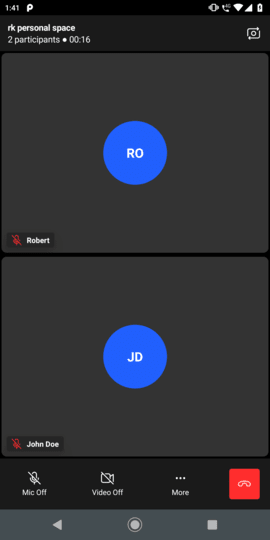 1:41
rk personal space
2 participants • 00:16
RO
Robert
JD
John Doe
Mic Off
Video Off
More